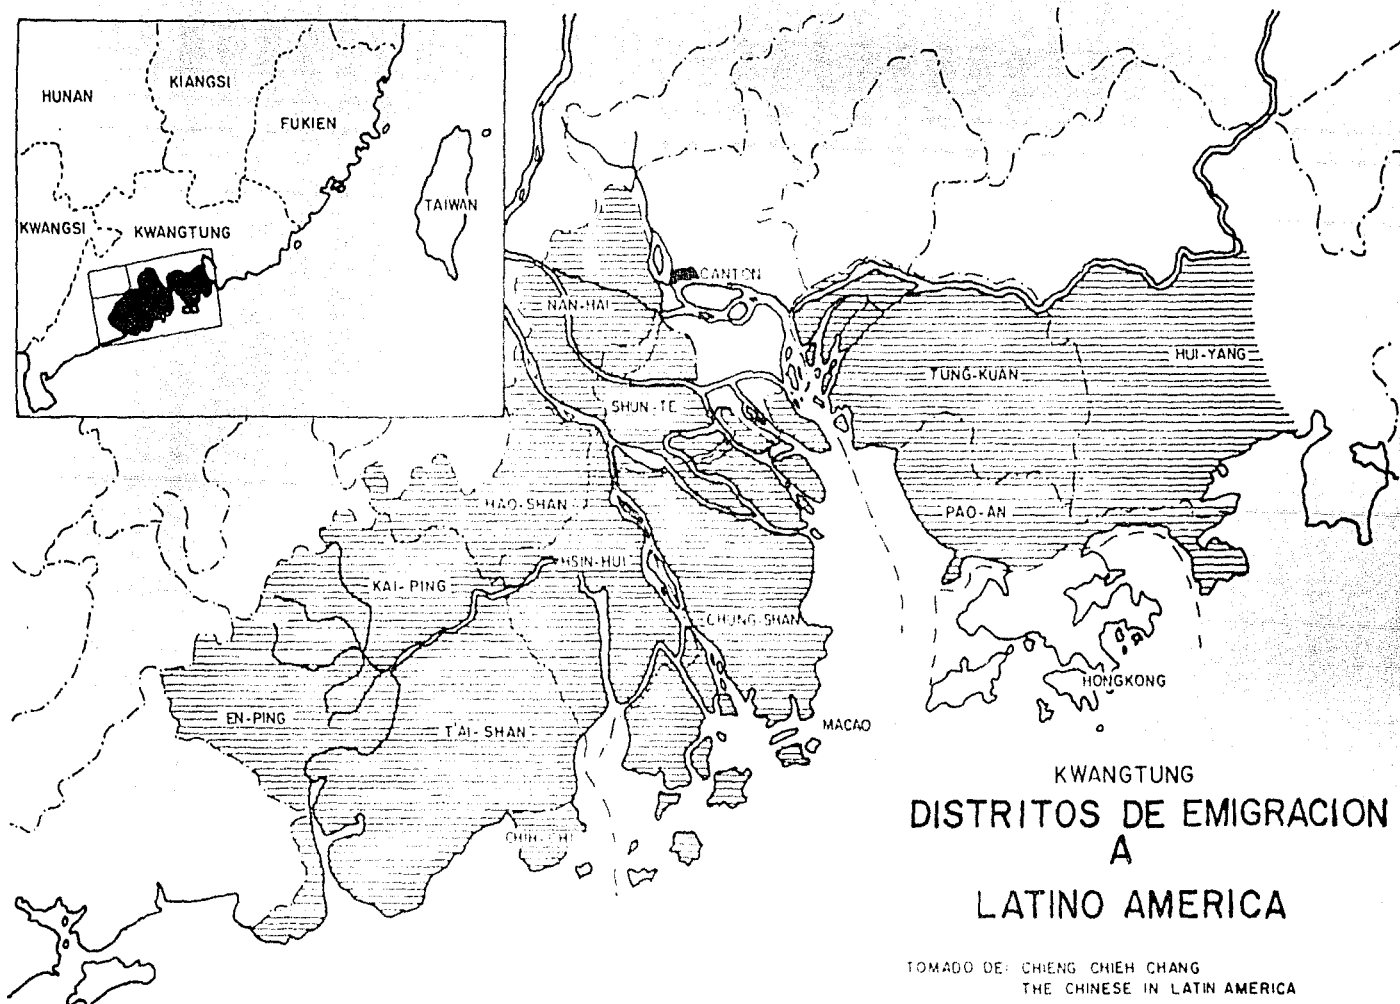 HUNAN
KIANGSI
FUKIEN
TAIWAN
KWANGSI
KWANGTUNG
CANTON
NAN-HAI
HUI-YANG
TUNG-KUAN
SHUN-TE
HAO-SHAN
PAO-AN
HSIN-HUI
KAI-PING
CHUNG-SHAN
HONGKONG
EN-PING
T'AI-SHAN
MACAO
CHIH-CHI
KWANGTUNG
DISTRITOS DE EMIGRACION
A
LATINO AMERICA
TOMADO DE: CHIENG CHIEH CHANG
THE CHINESE IN LATIN AMERICA